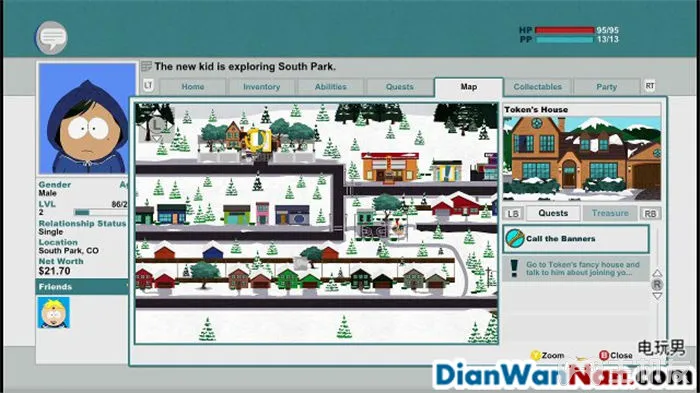 HP 95/95
PP 13/13
The new kid is exploring South Park.
LT Home Inventory Abilities Quests Map Collectables Party RT
Token's House
Gender
Male
LVL 86/2
2
Relationship Status
Single
Location
South Park, CO
Net Worth
$21.70
Friends
L
LB Quests Treasure RB
Call the Banners
Go to Token's fancy house and
talk to him about joining yo...
R
Y Zoom B Close
电玩男
DianWanNan.com